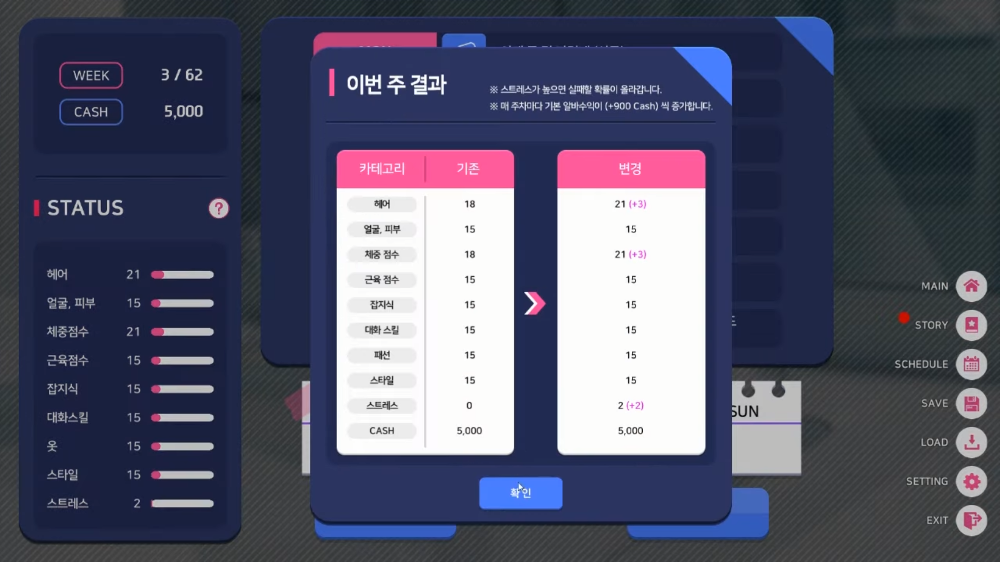 WEEK 3 / 62
CASH 5,000
STATUS ?
헤어 21
얼굴, 피부 15
체중점수 21
근육점수 15
잡지식 15
대화스킬 15
옷 15
스타일 15
스트레스 2
이번 주 결과
※ 스트레스가 높으면 실패할 확률이 올라갑니다.
※ 매 주차마다 기본 알바수익이 (+900 Cash) 씩 증가합니다.
카테고리 기존 변경
헤어 18 21 (+3)
얼굴, 피부 15 15
체중 점수 18 21 (+3)
근육 점수 15 15
잡지식 15 15
대화 스킬 15 15
패션 15 15
스타일 15 15
스트레스 0 2 (+2)
CASH 5,000 5,000
확인
SUN
MAIN
STORY
SCHEDULE
SAVE
LOAD
SETTING
EXIT